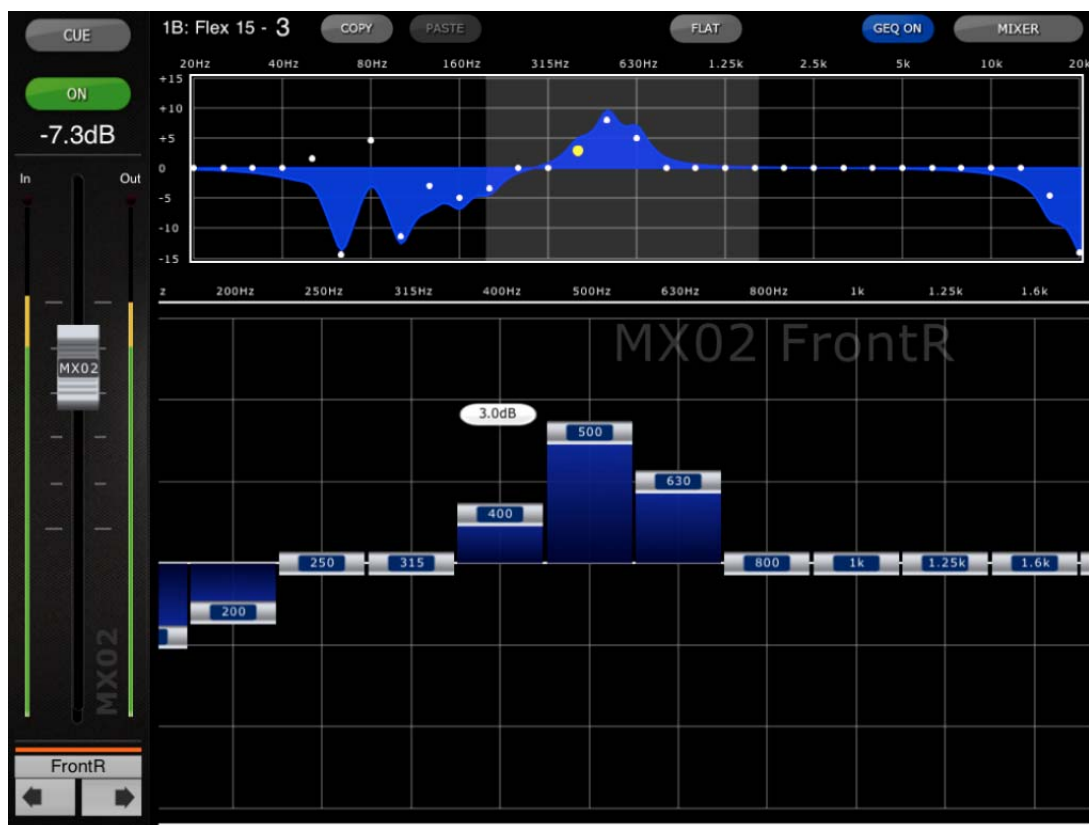 CUE
1B: Flex 15 - 3 COPY PASTE FLAT GEQ ON MIXER
20Hz 40Hz 80Hz 160Hz 315Hz 630Hz 1.25k 2.5k 5k 10k 20k
ON
-7.3dB
+15
+10
+5
0
-5
-10
-15
In Out
z 200Hz 250Hz 315Hz 400Hz 500Hz 630Hz 800Hz 1k 1.25k 1.6k
MX02 FrontR
MX02
3.0dB
500
630
400
250 315 800 1k 1.25k 1.6k
200
MX02
FrontR